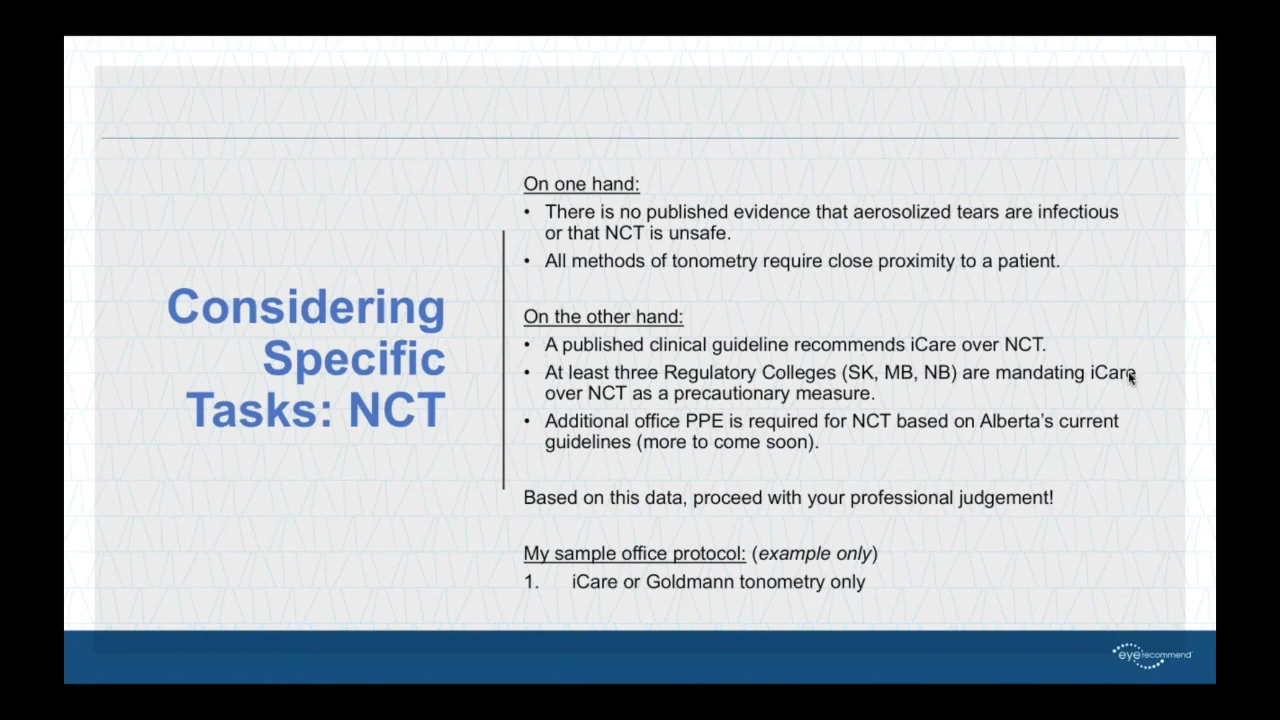 Considering
Specific
Tasks: NCT
On one hand:
• There is no published evidence that aerosolized tears are infectious
or that NCT is unsafe.
• All methods of tonometry require close proximity to a patient.
On the other hand:
• A published clinical guideline recommends iCare over NCT.
• At least three Regulatory Colleges (SK, MB, NB) are mandating iCare
over NCT as a precautionary measure.
• Additional office PPE is required for NCT based on Alberta’s current
guidelines (more to come soon).
Based on this data, proceed with your professional judgement!
My sample office protocol: (example only)
1. iCare or Goldmann tonometry only
eyerecommend